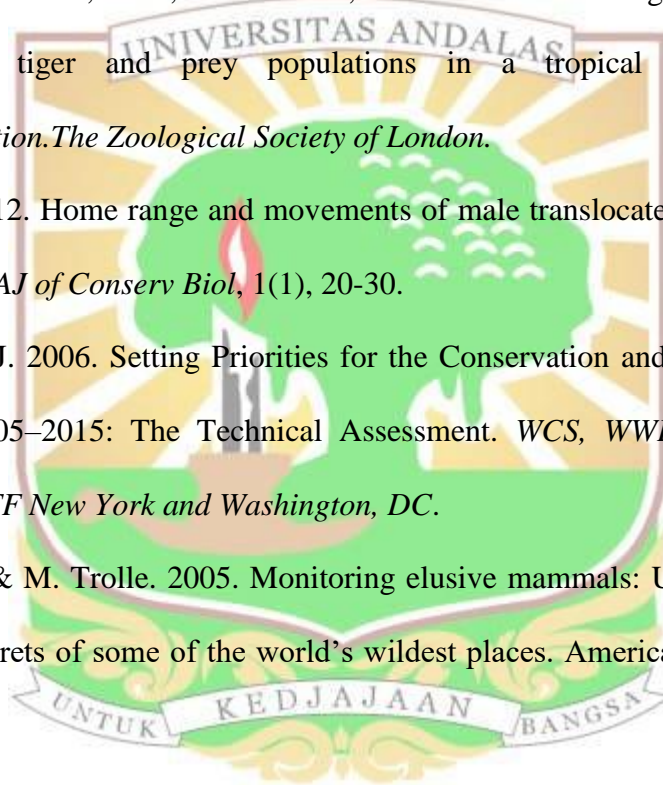 UNIVERSITAS ANDALAS
tiger and prey populations in a tropical
tion.The Zoological Society of London.
12. Home range and movements of male translocate
AJ of Conserv Biol, 1(1), 20-30.
J. 2006. Setting Priorities for the Conservation and
05–2015: The Technical Assessment. WCS, WWF
TF New York and Washington, DC.
& M. Trolle. 2005. Monitoring elusive mammals: U
rets of some of the world’s wildest places. America
UNTUK KEDJAJAAN BANGSA